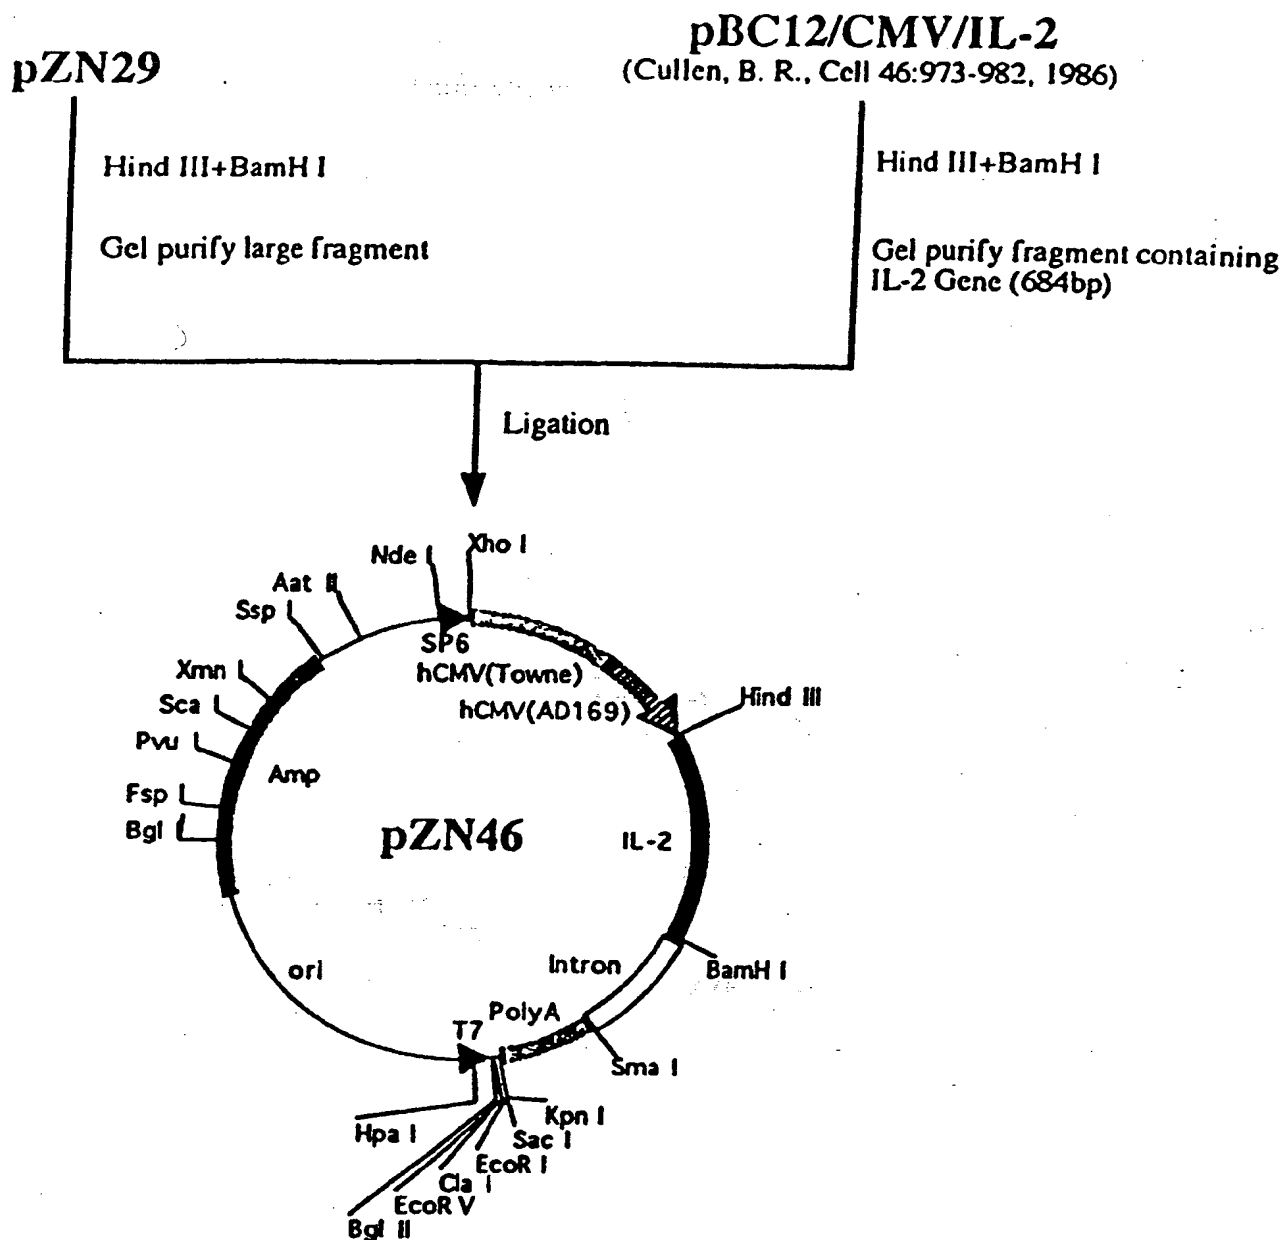 pZN29
pBC12/CMV/IL-2
(Cullen, B. R., Cell 46:973-982, 1986)
Hind III+BamH I
Hind III+BamH I
Gel purify large fragment
Gel purify fragment containing
IL-2 Gene (684bp)
Ligation
Xho I
Nde I
Aat II
Ssp I
SP6
hCMV(Towne)
Xmn I
Hind III
Sca I
hCMV(AD169)
Pvu I
Amp
Fsp I
Bgl I
pZN46
IL-2
ori
Intron
BamH I
PolyA
T7
Sma I
Kpn I
Hpa I
Sac I
EcoR I
Cla I
EcoR V
Bgl II